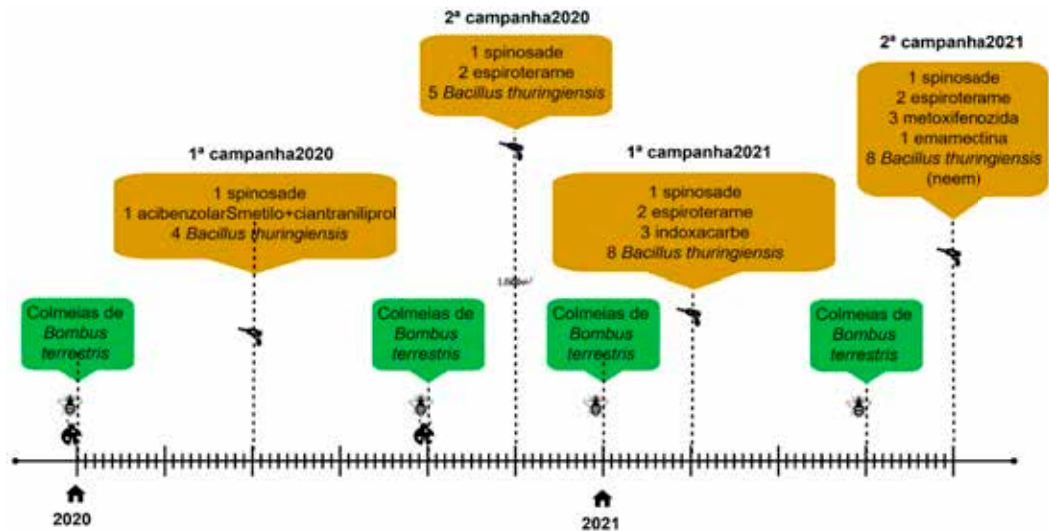 2ª campanha2020
1 spinosade
2 espiroterame
5 Bacillus thuringiensis
2ª campanha2021
1 spinosade
2 espiroterame
3 metoxifenozida
1 emamectina
8 Bacillus thuringiensis
(neem)
1ª campanha2020
1 spinosade
1 acibenzolarSmetilo+ciantraniliprol
4 Bacillus thuringiensis
1ª campanha2021
1 spinosade
2 espiroterame
3 indoxacarbe
8 Bacillus thuringiensis
Colmeias de
Bombus
terrestris
Colmeias de
Bombus
terrestris
Colmeias de
Bombus
terrestris
Colmeias de
Bombus
terrestris
2020
2021